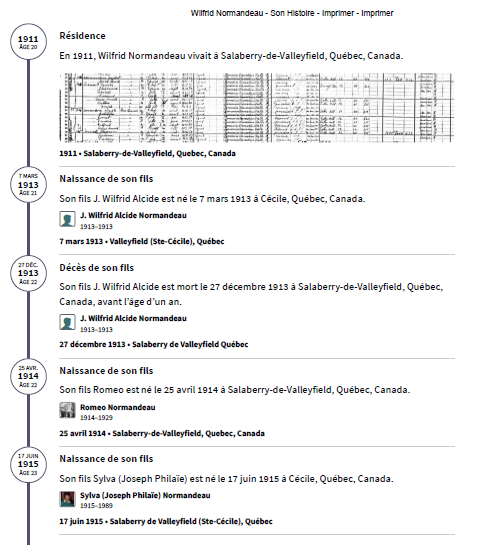 Wilfrid Normandeau - Son Histoire - Imprimer - Imprimer
1911
ÂGE 20
Résidence
En 1911, Wilfrid Normandeau vivait à Salaberry-de-Valleyfield, Québec, Canada.
1911 • Salaberry-de-Valleyfield, Quebec, Canada
7 MARS
1913
ÂGE 21
Naissance de son fils
Son fils J. Wilfrid Alcide est né le 7 mars 1913 à Cécile, Québec, Canada.
J. Wilfrid Alcide Normandeau
1913–1913
7 mars 1913 • Valleyfield (Ste-Cécile), Québec
27 DÉC.
1913
ÂGE 22
Décès de son fils
Son fils J. Wilfrid Alcide est mort le 27 décembre 1913 à Salaberry-de-Valleyfield, Québec,
Canada, avant l'âge d'un an.
J. Wilfrid Alcide Normandeau
1913–1913
27 décembre 1913 • Salaberry de Valleyfield Québec
25 AVR.
1914
ÂGE 22
Naissance de son fils
Son fils Romeo est né le 25 avril 1914 à Salaberry-de-Valleyfield, Québec, Canada.
Romeo Normandeau
1914–1929
25 avril 1914 • Salaberry-de-Valleyfield, Quebec, Canada
17 JUIN
1915
ÂGE 23
Naissance de son fils
Son fils Sylva (Joseph Philaïe) est né le 17 juin 1915 à Cécile, Québec, Canada.
Sylva (Joseph Philaïe) Normandeau
1915–1989
17 juin 1915 • Salaberry de Valleyfield (Ste-Cécile), Québec